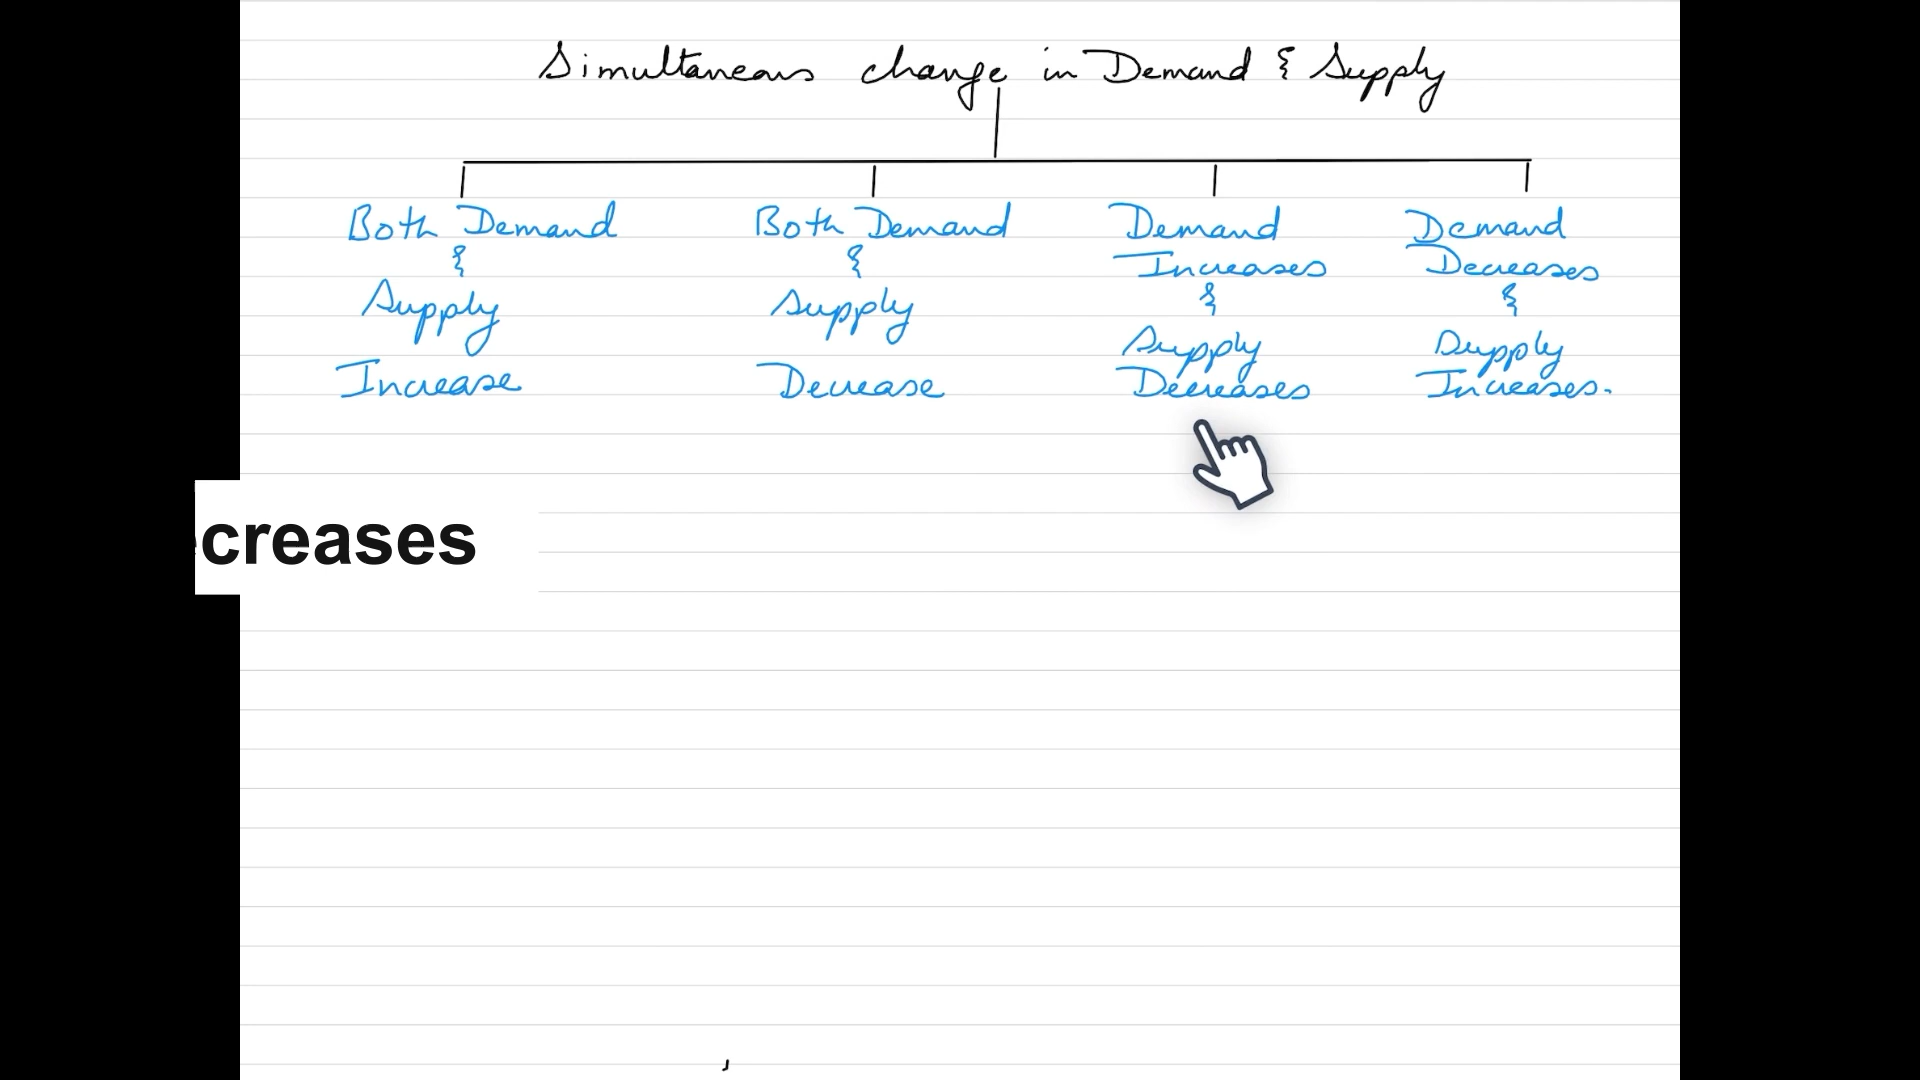 Simultaneous change in Demand & Supply
Both Demand
&
Supply
Increase
Both Demand
&
Supply
Decrease
Demand
Increases
&
Supply
Decreases
Demand
Decreases
&
Supply
Increases.
creases